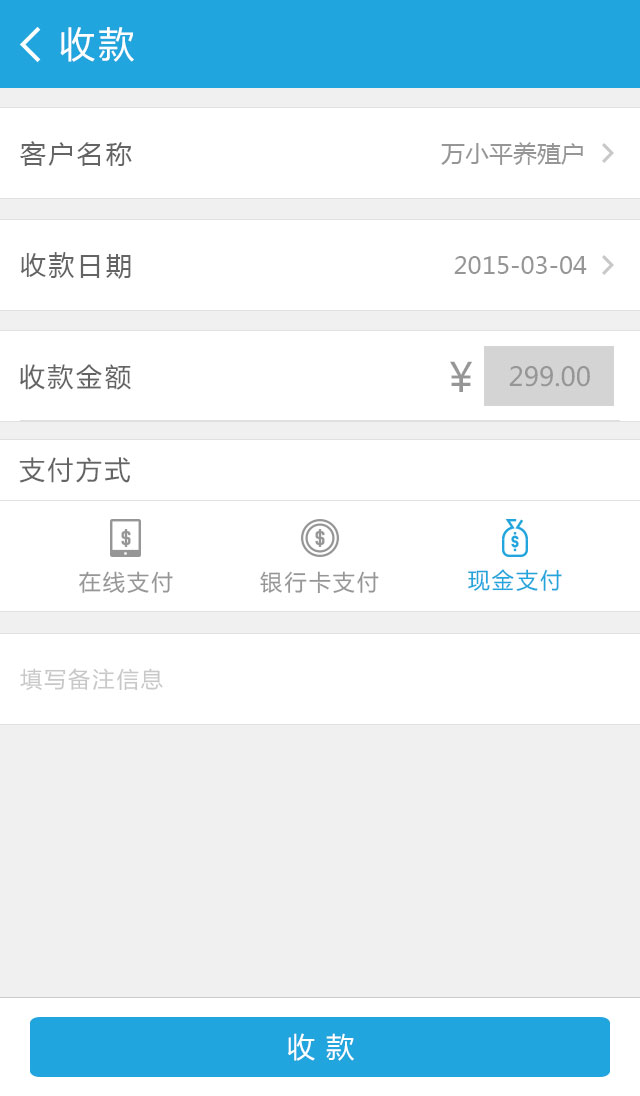 收款
客户名称 万小平养殖户
收款日期 2015-03-04
收款金额 ¥ 299.00
支付方式
在线支付 银行卡支付 现金支付
填写备注信息
收 款